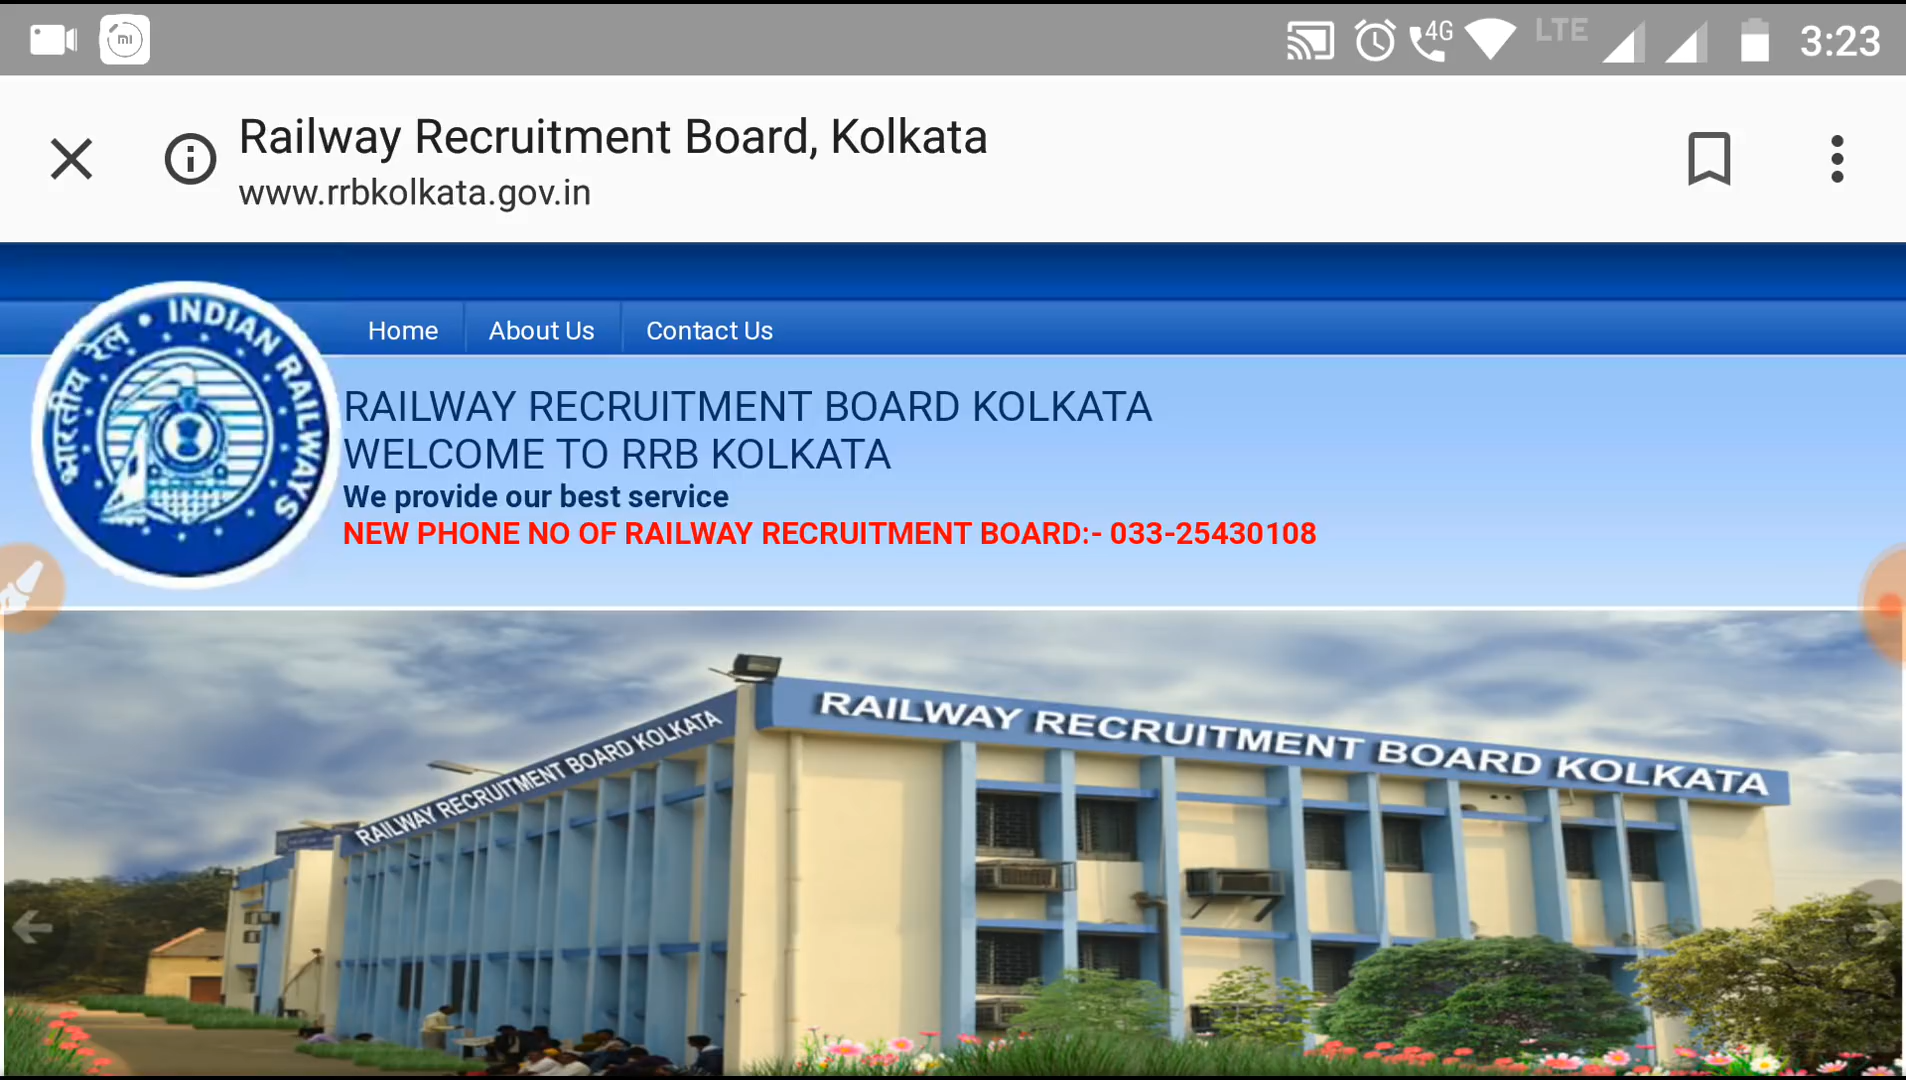 mi
4G
LTE
3:23
Railway Recruitment Board, Kolkata
www.rrbkolkata.gov.in
भारतीय रेल • INDIAN RAILWAYS
Home
About Us
Contact Us
RAILWAY RECRUITMENT BOARD KOLKATA
WELCOME TO RRB KOLKATA
We provide our best service
NEW PHONE NO OF RAILWAY RECRUITMENT BOARD:- 033-25430108
RAILWAY RECRUITMENT BOARD KOLKATA
RAILWAY RECRUITMENT BOARD KOLKATA